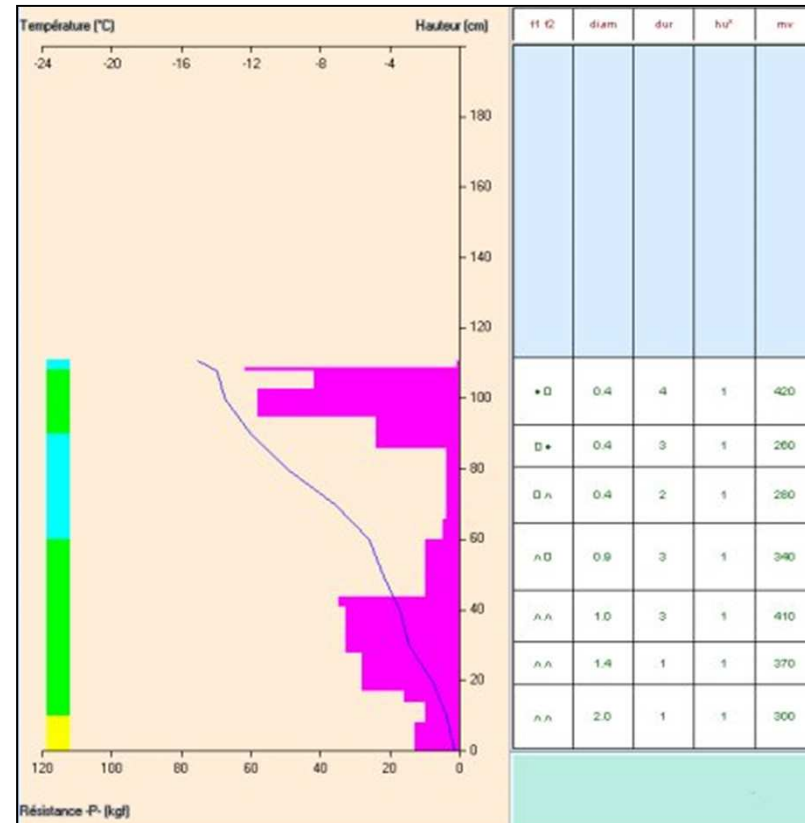 Température (°C) Hauteur (cm) f1 f2 diam dur hu° mv
-24 -20 -16 -12 -8 -4
180
160
140
120
100
80
60
40
20
0
0.4 4 1 420
0.4 3 1 260
0.4 2 1 280
0.9 3 1 340
1.0 3 1 410
1.4 1 1 370
2.0 1 1 300
120 100 80 60 40 20 0
Résistance -P- (kgf)